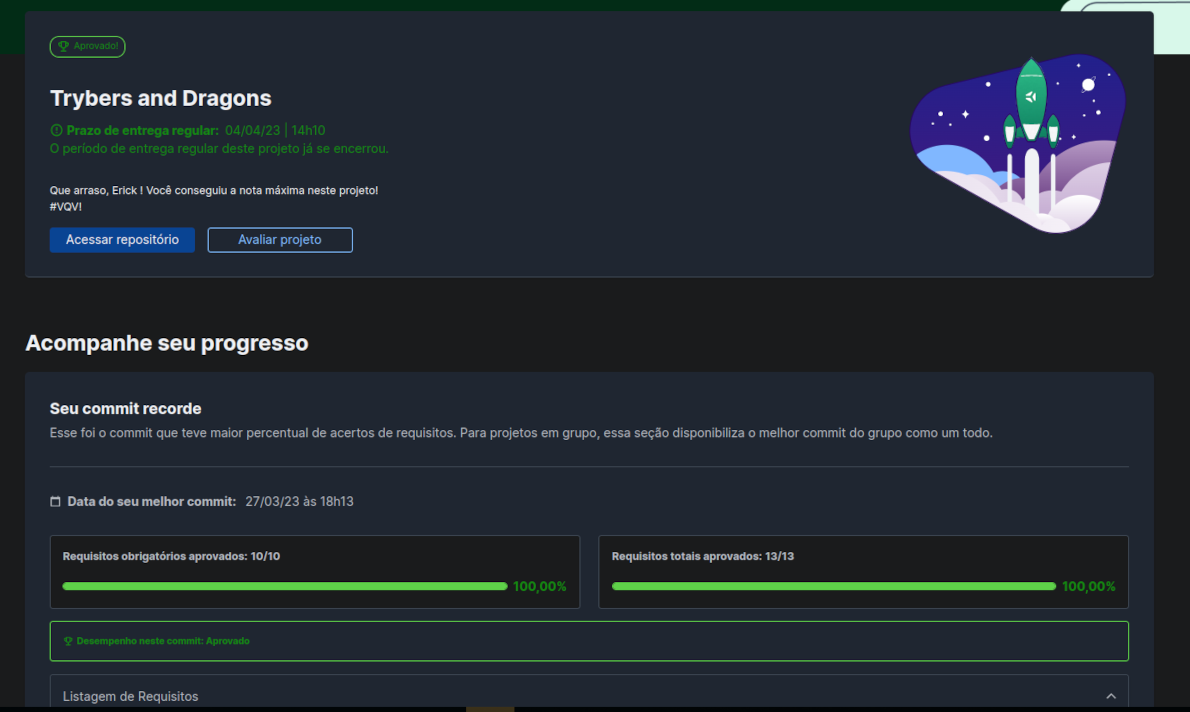 Aprovado!
Trybers and Dragons
Prazo de entrega regular: 04/04/23 | 14h10
O período de entrega regular deste projeto já se encerrou.
Que arraso, Erick ! Você conseguiu a nota máxima neste projeto!
#VQV!
Acessar repositório
Avaliar projeto
Acompanhe seu progresso
Seu commit recorde
Esse foi o commit que teve maior percentual de acertos de requisitos. Para projetos em grupo, essa seção disponibiliza o melhor commit do grupo como um todo.
Data do seu melhor commit: 27/03/23 às 18h13
Requisitos obrigatórios aprovados: 10/10
100,00%
Requisitos totais aprovados: 13/13
100,00%
Desempenho neste commit: Aprovado
Listagem de Requisitos